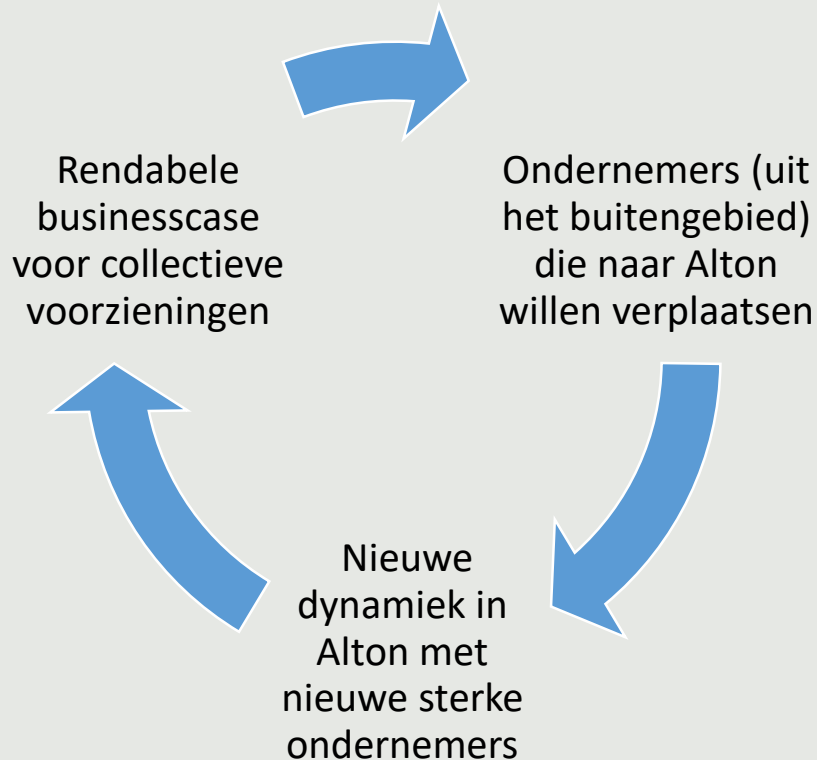 Rendabele
businesscase
voor collectieve
voorzieningen
Ondernemers (uit
het buitengebied)
die naar Alton
willen verplaatsen
Nieuwe
dynamiek in
Alton met
nieuwe sterke
ondernemers